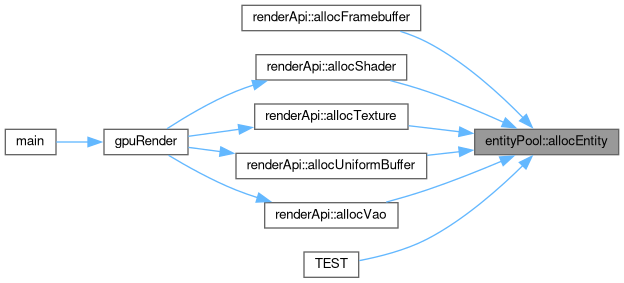 renderApi::allocFramebuffer
renderApi::allocShader
renderApi::allocTexture
main
gpuRender
entityPool::allocEntity
renderApi::allocUniformBuffer
renderApi::allocVao
TEST